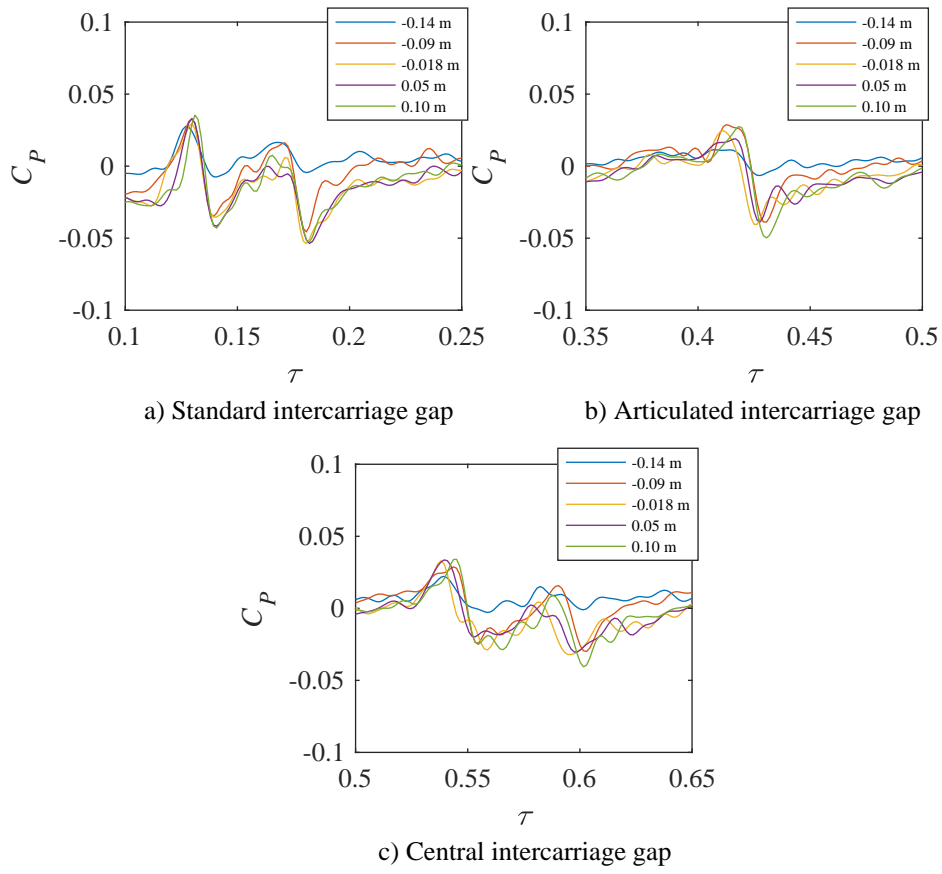 0.1
0.05
0
-0.05
-0.1
C_P
0.1
0.15
0.2
0.25
τ
-0.14 m
-0.09 m
-0.018 m
0.05 m
0.10 m
a) Standard intercarriage gap
0.1
0.05
0
-0.05
-0.1
C_P
0.35
0.4
0.45
0.5
τ
-0.14 m
-0.09 m
-0.018 m
0.05 m
0.10 m
b) Articulated intercarriage gap
0.1
0.05
0
-0.05
-0.1
C_P
0.5
0.55
0.6
0.65
τ
-0.14 m
-0.09 m
-0.018 m
0.05 m
0.10 m
c) Central intercarriage gap